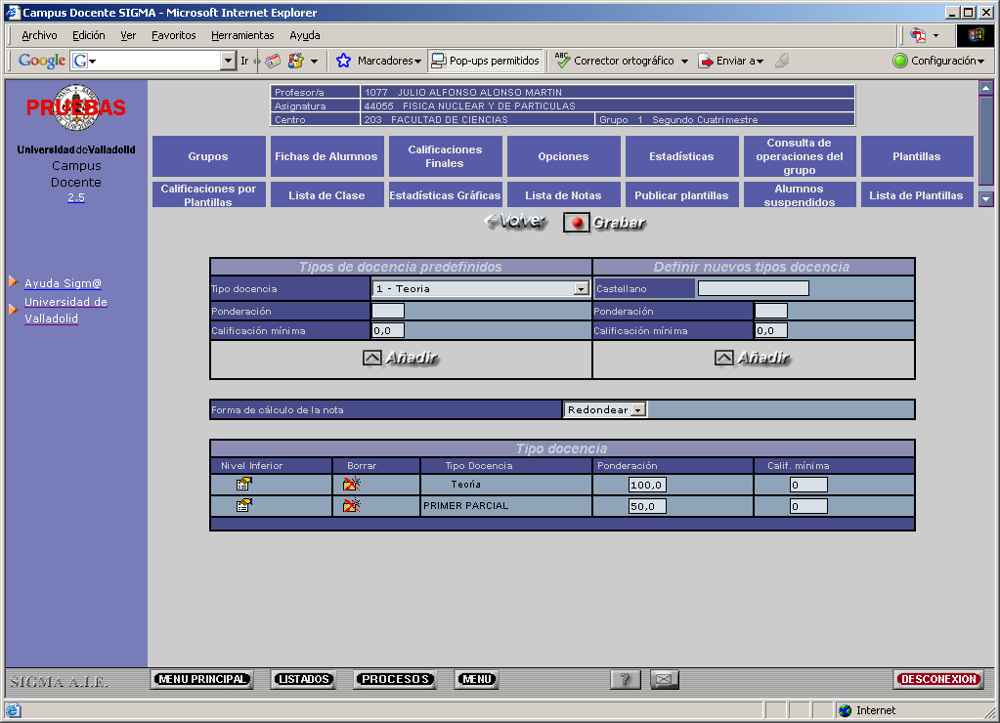 Campus Docente SIGMA - Microsoft Internet Explorer
Archivo Edición Ver Favoritos Herramientas Ayuda
Google G Ir Marcadores Pop-ups permitidos ABC Corrector ortográfico Enviar a Configuración
PRUEBAS
Universidad de Valladolid
Campus
Docente
2.5
Ayuda Sigm@
Universidad de
Valladolid
Profesor/a 1077 JULIO ALFONSO ALONSO MARTIN
Asignatura 44055 FISICA NUCLEAR Y DE PARTICULAS
Centro 203 FACULTAD DE CIENCIAS Grupo 1 Segundo Cuatrimestre
Grupos Fichas de Alumnos Calificaciones Finales Opciones Estadísticas Consulta de operaciones del grupo Plantillas
Calificaciones por Plantillas Lista de Clase Estadísticas Gráficas Lista de Notas Publicar plantillas Alumnos suspendidos Lista de Plantillas
Volver Grabar
Tipos de docencia predefinidos Definir nuevos tipos docencia
Tipo docencia 1 - Teoria Castellano
Ponderación Ponderación
Calificación mínima 0,0 Calificación mínima 0,0
Añadir Añadir
Forma de cálculo de la nota Redondear
Tipo docencia
Nivel Inferior Borrar Tipo Docencia Ponderación Calif. mínima
Teoría 100,0 0
PRIMER PARCIAL 50,0 0
SIGMA A.I.E. MENU PRINCIPAL LISTADOS PROCESOS MENU ? DESCONEXION
Internet